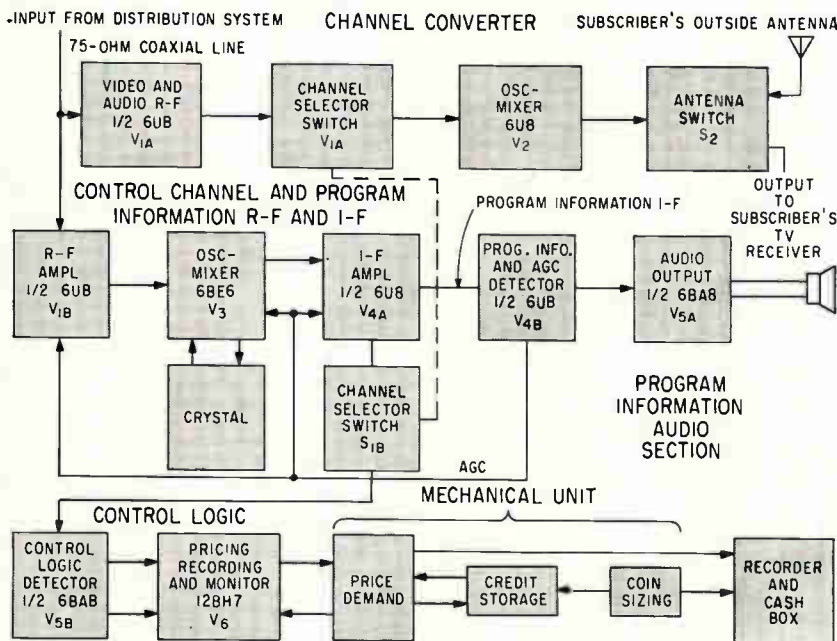 INPUT FROM DISTRIBUTION SYSTEM
CHANNEL CONVERTER
SUBSCRIBER'S OUTSIDE ANTENNA
75-OHM COAXIAL LINE
VIDEO AND
AUDIO R-F
1/2 6UB
V1A
CHANNEL
SELECTOR
SWITCH
V1A
OSC-
MIXER
6U8
V2
ANTENNA
SWITCH
S2
CONTROL CHANNEL AND PROGRAM
INFORMATION R-F AND I-F
PROGRAM INFORMATION I-F
OUTPUT
TO
SUBSCRIBER'S
TV
RECEIVER
R-F
AMPL
1/2 6UB
V1B
OSC-
MIXER
6BE6
V3
I-F
AMPL
1/2 6U8
V4A
PROG. INFO.
AND AGC
DETECTOR
1/2 6UB
V4B
AUDIO
OUTPUT
1/2 6BA8
V5A
CRYSTAL
CHANNEL
SELECTOR
SWITCH
S1B
PROGRAM
INFORMATION
AUDIO
SECTION
AGC
MECHANICAL UNIT
CONTROL LOGIC
CONTROL
LOGIC
DETECTOR
1/2 6BAB
V5B
PRICING
RECORDING
AND MONITOR
12BH7
V6
PRICE
DEMAND
CREDIT
STORAGE
COIN
SIZING
RECORDER
AND
CASH
BOX